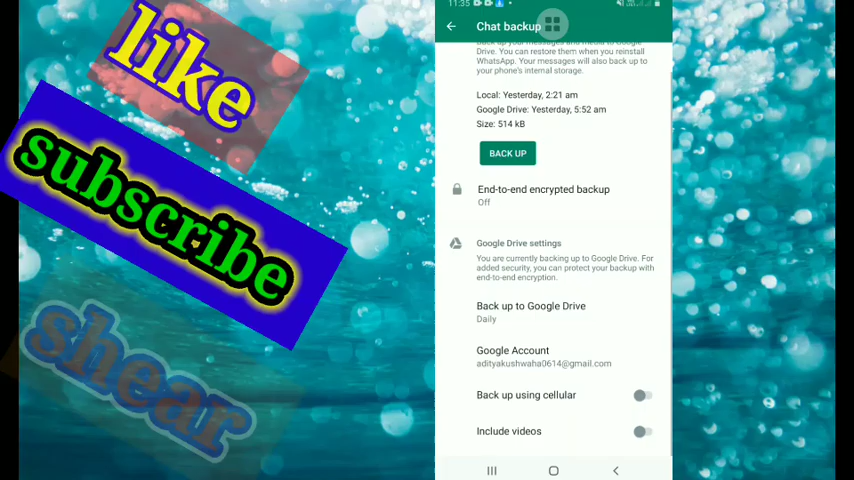 like
subscribe
shear
11:35
Chat backup
Back up your messages and media to Google
Drive. You can restore them when you reinstall
WhatsApp. Your messages will also back up to
your phone's internal storage.
Local: Yesterday, 2:21 am
Google Drive: Yesterday, 5:52 am
Size: 514 kB
BACK UP
End-to-end encrypted backup
Off
Google Drive settings
You are currently backing up to Google Drive. For
added security, you can protect your backup with
end-to-end encryption.
Back up to Google Drive
Daily
Google Account
adityakushwaha0614@gmail.com
Back up using cellular
Include videos